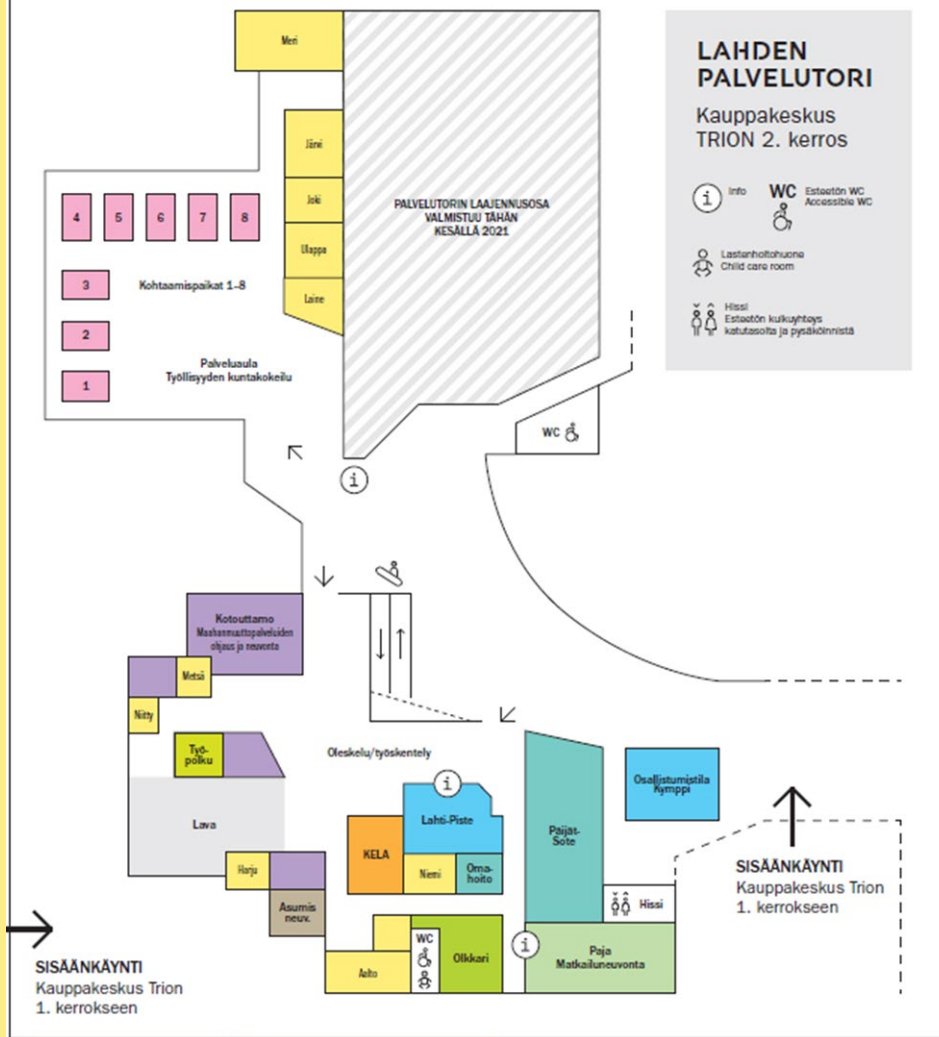 LAHDEN
PALVELUTORI
Kauppakeskus
TRION 2. kerros
i
Info
WC
Esteetön WC
Accessible WC
Lastenhoitohuone
Child care room
Hissi
Esteetön kulkuyhteys
katutasolta ja pysäköinnistä
Meri
Järvi
Joki
Ulappa
Laine
PALVELUTORIN LAAJENNUSOSA
VALMISTUU TÄHÄN
KESÄLLÄ 2021
4
5
6
7
8
3
Kohtaamispaikat 1–8
2
1
Palveluaula
Työllisyyden kuntakokeilu
WC
i
Kotouttamo
Maahanmuuttopalveluiden
ohjaus ja neuvonta
Metsä
Niitty
Työ-
polku
Oleskelu/työskentely
Lava
i
Lahti-Piste
KELA
Niemi
Oma-
hoito
Harju
Asumis
neuv.
Aalto
WC
Olkkari
Päijät-
Sote
Osallistumistila
Kymppi
Hissi
i
Paja
Matkailuneuvonta
SISÄÄNKÄYNTI
Kauppakeskus Trion
1. kerrokseen
SISÄÄNKÄYNTI
Kauppakeskus Trion
1. kerrokseen